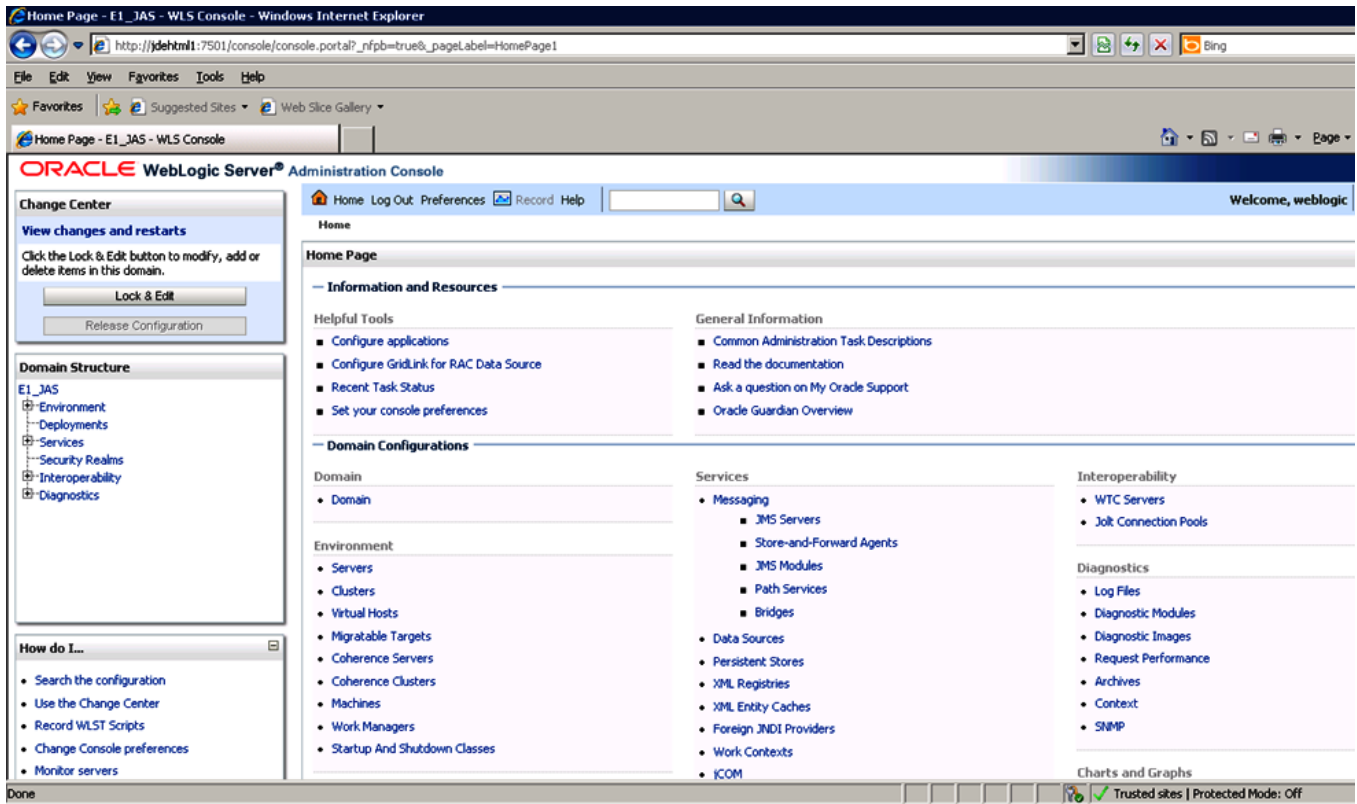 Home Page - E1_JAS - WLS Console - Windows Internet Explorer
http://jdehtml1:7501/console/console.portal?_nfpb=true&_pageLabel=HomePage1
Bing
File Edit View Favorites Tools Help
Favorites Suggested Sites Web Slice Gallery
Home Page - E1_JAS - WLS Console
Page
ORACLE WebLogic Server® Administration Console
Change Center
View changes and restarts
Click the Lock & Edit button to modify, add or
delete items in this domain.
Lock & Edit
Release Configuration
Domain Structure
E1_JAS
Environment
Deployments
Services
Security Realms
Interoperability
Diagnostics
How do I...
Search the configuration
Use the Change Center
Record WLST Scripts
Change Console preferences
Monitor servers
Home Log Out Preferences Record Help
Welcome, weblogic
Home
Home Page
Information and Resources
Helpful Tools
Configure applications
Configure GridLink for RAC Data Source
Recent Task Status
Set your console preferences
General Information
Common Administration Task Descriptions
Read the documentation
Ask a question on My Oracle Support
Oracle Guardian Overview
Domain Configurations
Domain
Domain
Environment
Servers
Clusters
Virtual Hosts
Migratable Targets
Coherence Servers
Coherence Clusters
Machines
Work Managers
Startup And Shutdown Classes
Services
Messaging
JMS Servers
Store-and-Forward Agents
JMS Modules
Path Services
Bridges
Data Sources
Persistent Stores
XML Registries
XML Entity Caches
Foreign JNDI Providers
Work Contexts
jCOM
Interoperability
WTC Servers
Jolt Connection Pools
Diagnostics
Log Files
Diagnostic Modules
Diagnostic Images
Request Performance
Archives
Context
SNMP
Charts and Graphs
Done
Trusted sites | Protected Mode: Off